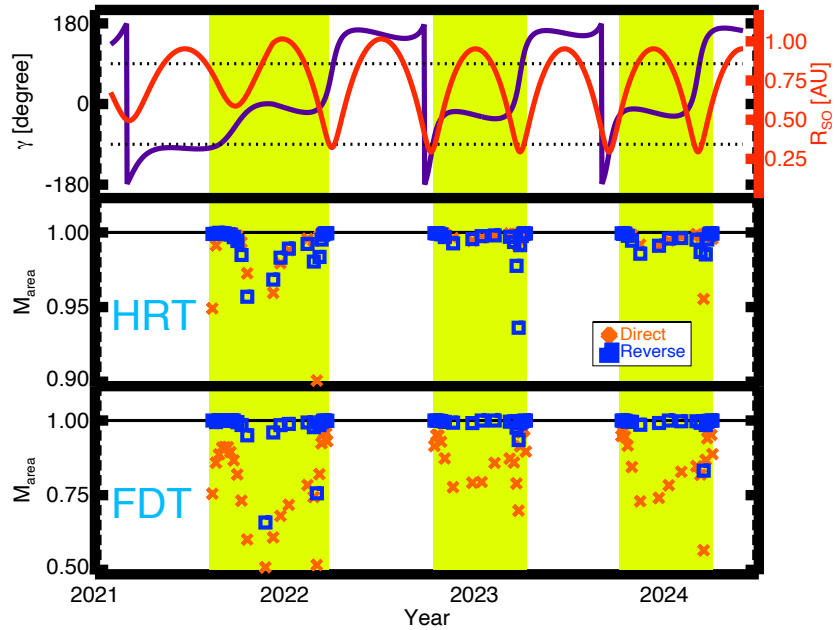 180
0
-180
γ [degree]
1.00
0.75
0.50
0.25
R_SO [AU]
1.00
0.95
0.90
M_area
HRT
Direct
Reverse
1.00
0.75
0.50
M_area
FDT
2021
2022
2023
2024
Year